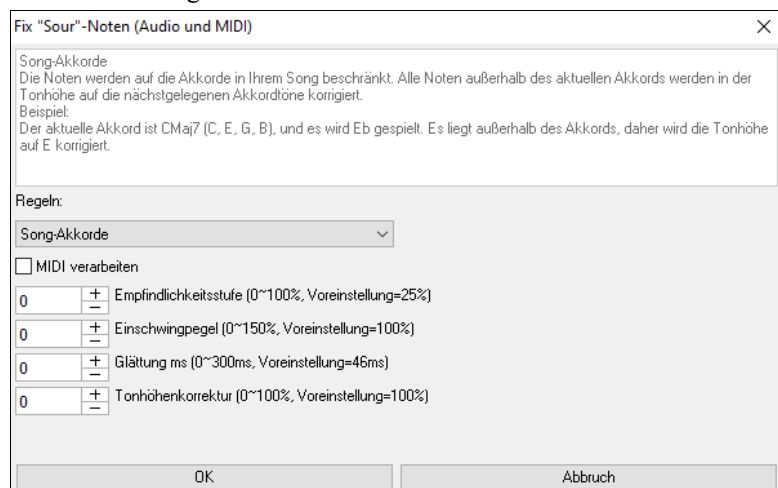 Fix "Sour"-Noten (Audio und MIDI)
Song-Akkorde
Die Noten werden auf die Akkorde in Ihrem Song beschränkt. Alle Noten außerhalb des aktuellen Akkords werden in der
Tonhöhe auf die nächstgelegenen Akkordtöne korrigiert.
Beispiel:
Der aktuelle Akkord ist CMaj7 (C, E, G, B), und es wird Eb gespielt. Es liegt außerhalb des Akkords, daher wird die Tonhöhe
auf E korrigiert.
Regeln:
Song-Akkorde
MIDI verarbeiten
0 Empfindlichkeitsstufe (0~100%, Voreinstellung=25%)
0 Einschwingpegel (0~150%, Voreinstellung=100%)
0 Glättung ms (0~300ms, Voreinstellung=46ms)
0 Tonhöhenkorrektur (0~100%, Voreinstellung=100%)
OK Abbruch